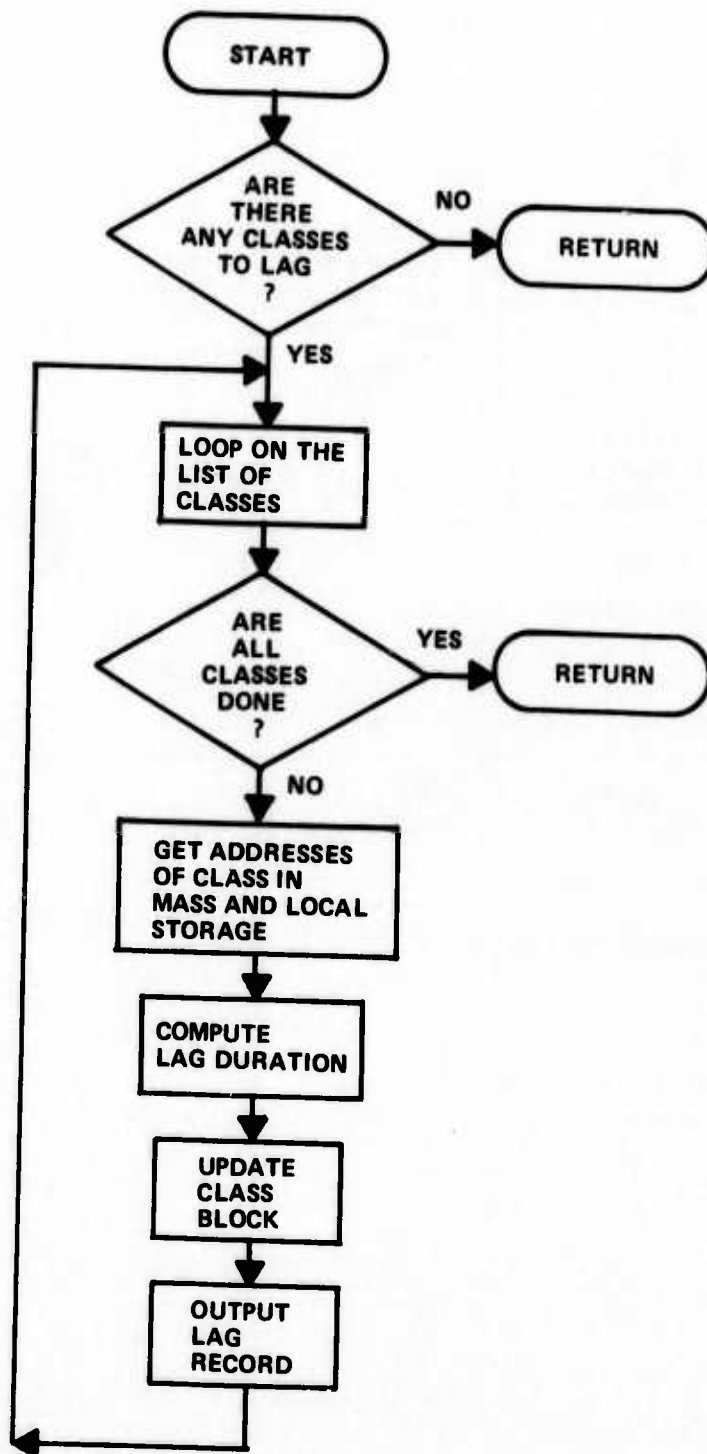 START
ARE
THERE
ANY CLASSES
TO LAG
?
NO
RETURN
YES
LOOP ON THE
LIST OF
CLASSES
ARE
ALL
CLASSES
DONE
?
YES
RETURN
NO
GET ADDRESSES
OF CLASS IN
MASS AND LOCAL
STORAGE
COMPUTE
LAG DURATION
UPDATE
CLASS
BLOCK
OUTPUT
LAG
RECORD